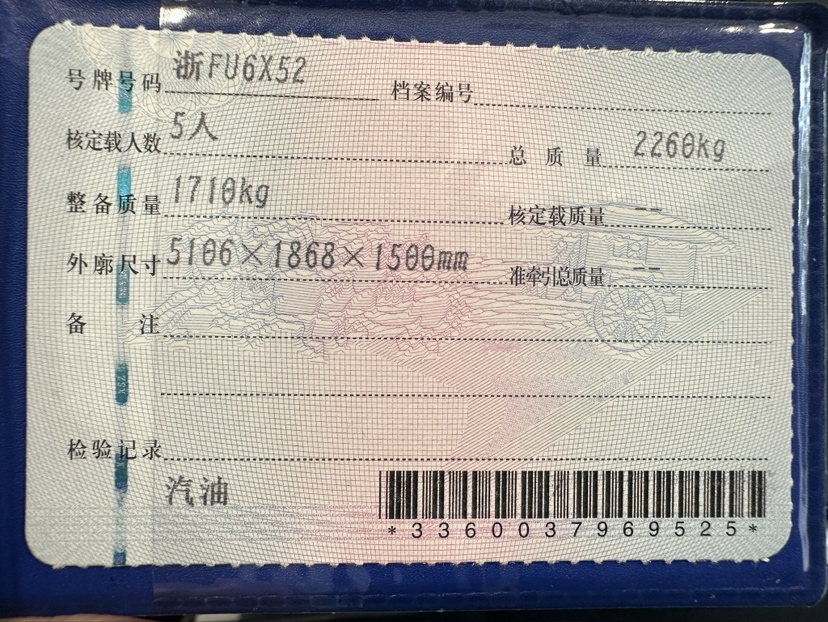 号牌号码 浙FU6X52 档案编号
核定载人数 5人 总质量 2260kg
整备质量 1710kg 核定载质量 --
外廓尺寸 5106×1868×1500mm 准牵引总质量 --
备注
检验记录
汽油
*3360037969525*